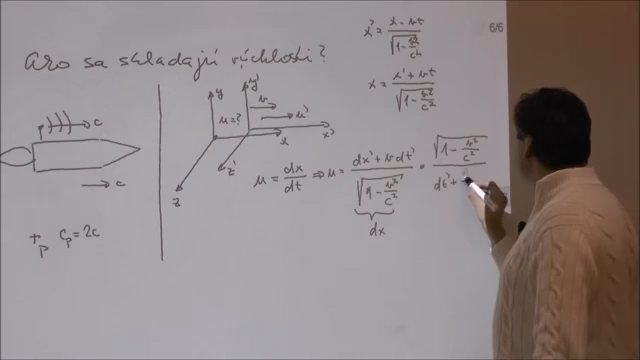 Ako sa skladajú rýchlosti?
6/6
x' = (x - vt) / √(1 - v²/c²)
x = (x' + vt) / √(1 - v²/c²)
p → c
→ c
+p cp = 2c
y y' v u' u=? x x' z' z
u = dx/dt ⇒ u = (dx' + v dt') / √(1 - v²/c²) · √(1 - v²/c²) / (dt' +
dx